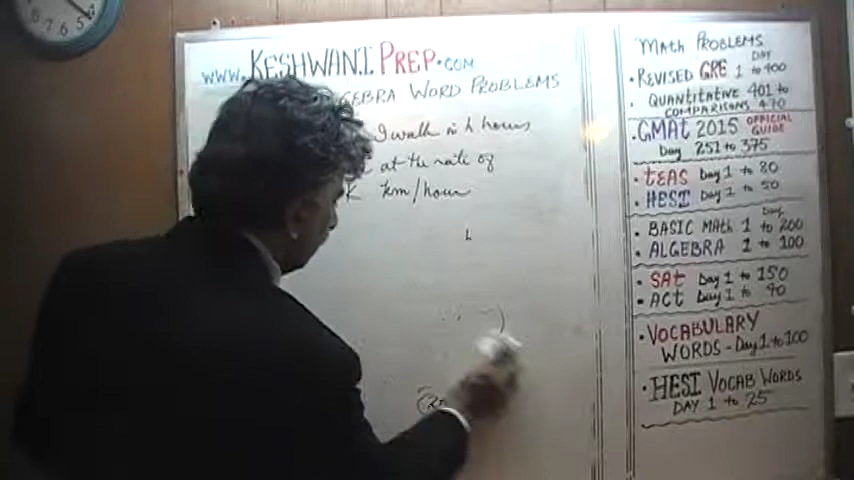 www.KESHWANIPREP.COM
GEBRA WORD PROBLEMS
I walk in h hours
at the rate of
K km/hour
h
MATH PROBLEMS
• REVISED GRE DAY 1 to 400
• QUANTITATIVE 401 to
COMPARISONS 470
• GMAT 2015 OFFICIAL GUIDE
Day 251 to 375
• TEAS Day 1 to 80
• HESI Day 1 to 50
• BASIC MATH Day 1 to 200
• ALGEBRA 1 to 100
• SAT Day 1 to 150
• ACT Day 1 to 90
• VOCABULARY
WORDS - Day 1 to 100
• HESI VOCAB WORDS
DAY 1 to 25